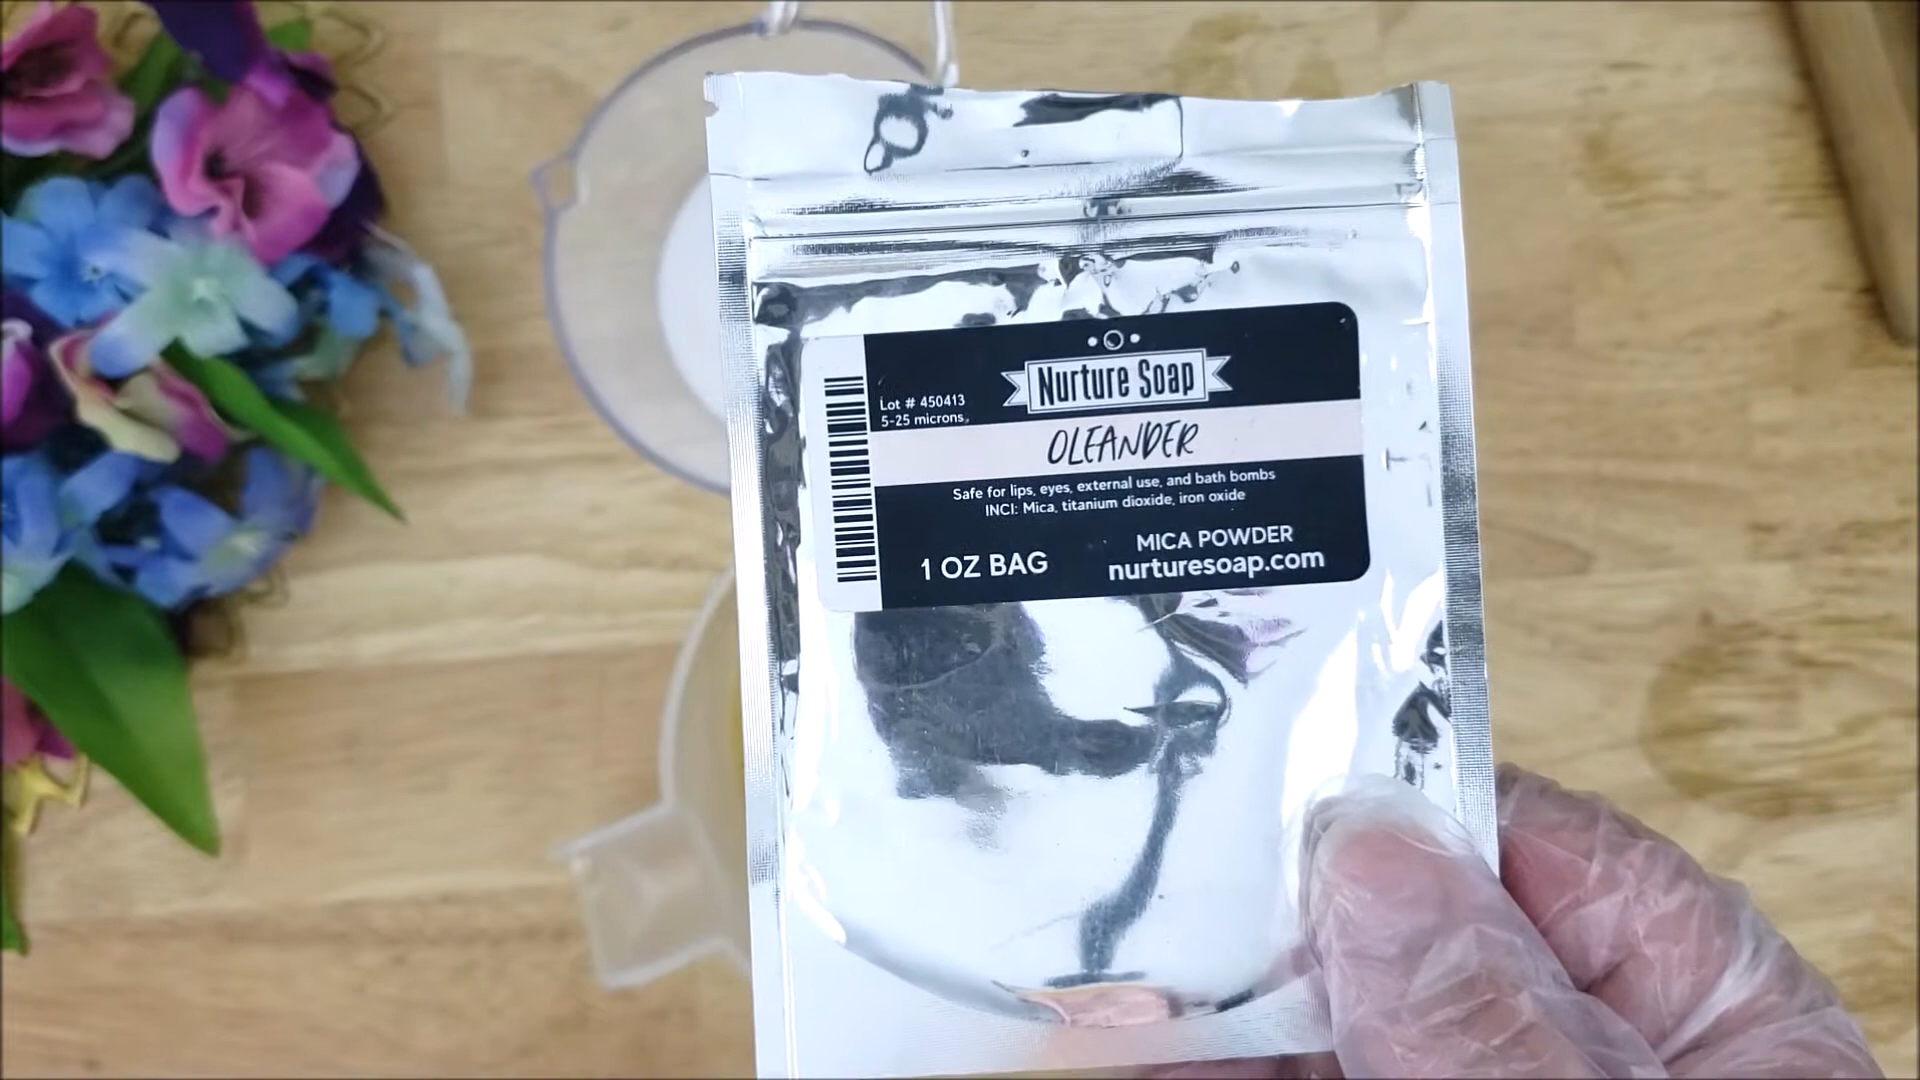 Nurture Soap
Lot # 450413
5-25 microns.
OLEANDER
Safe for lips, eyes, external use, and bath bombs
INCI: Mica, titanium dioxide, iron oxide
1 OZ BAG
MICA POWDER
nurturesoap.com